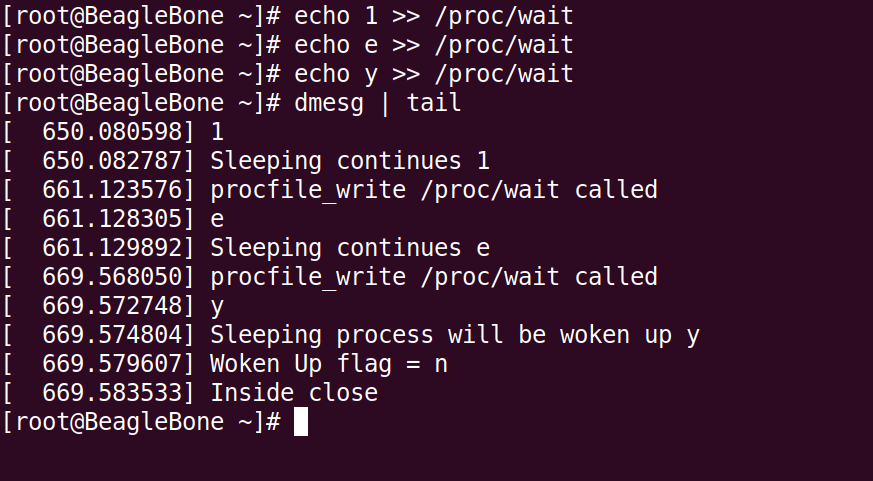 [root@BeagleBone ~]# echo 1 >> /proc/wait
[root@BeagleBone ~]# echo e >> /proc/wait
[root@BeagleBone ~]# echo y >> /proc/wait
[root@BeagleBone ~]# dmesg | tail
[  650.080598] 1
[  650.082787] Sleeping continues 1
[  661.123576] procfile_write /proc/wait called
[  661.128305] e
[  661.129892] Sleeping continues e
[  669.568050] procfile_write /proc/wait called
[  669.572748] y
[  669.574804] Sleeping process will be woken up y
[  669.579607] Woken Up flag = n
[  669.583533] Inside close
[root@BeagleBone ~]#